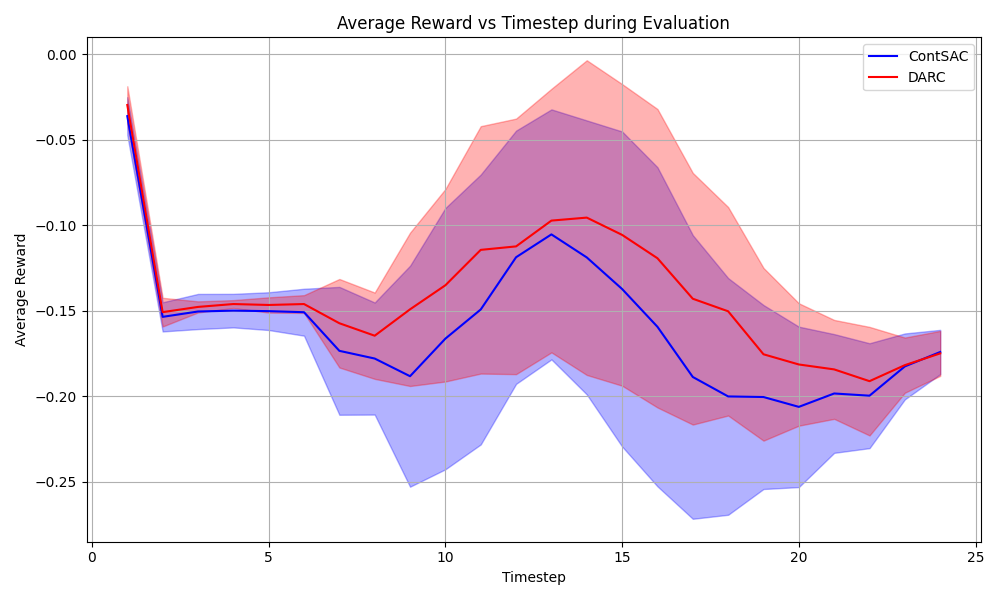 Average Reward vs Timestep during Evaluation
ContSAC
DARC
Average Reward
0.00
−0.05
−0.10
−0.15
−0.20
−0.25
0
5
10
15
20
25
Timestep